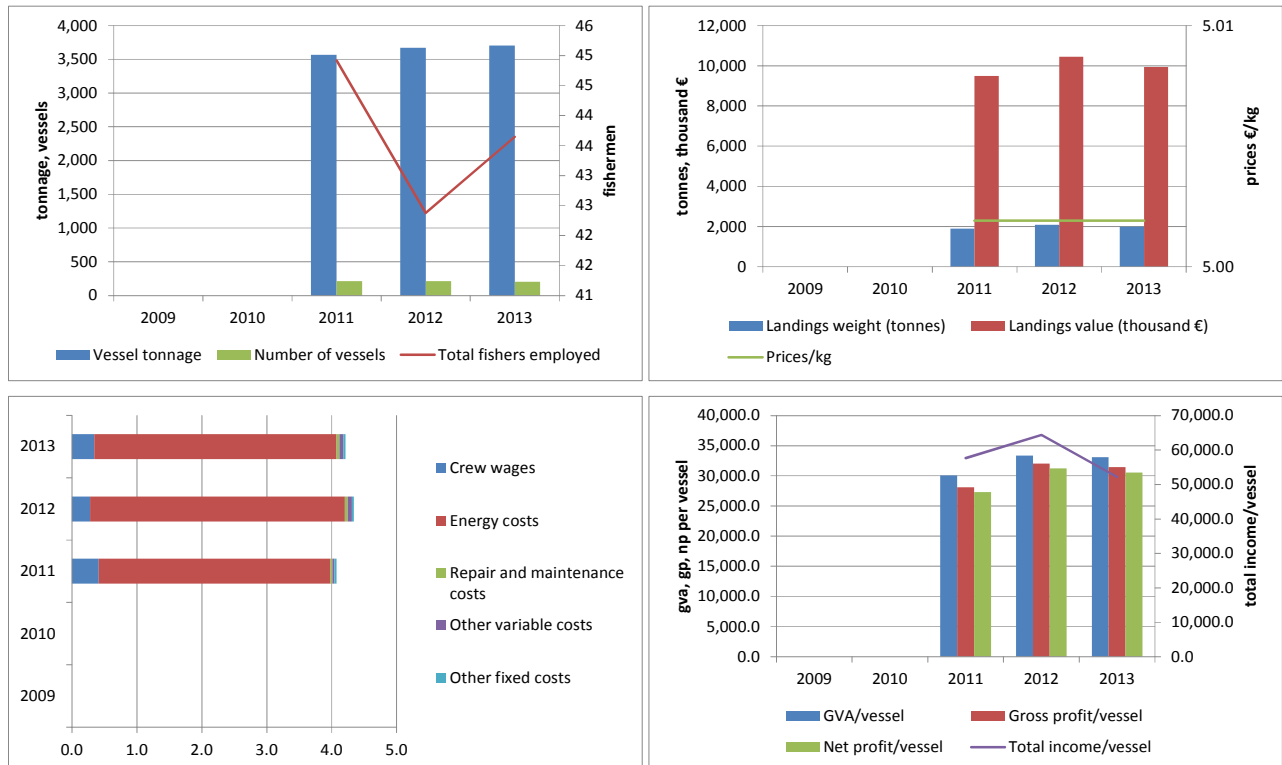 4,000
3,500
3,000
2,500
2,000
1,500
1,000
500
0
tonnage, vessels
46
45
45
44
44
43
43
42
42
41
fishermen
2009 2010 2011 2012 2013
Vessel tonnage Number of vessels Total fishers employed
12,000
10,000
8,000
6,000
4,000
2,000
0
tonnes, thousand €
5.01
5.00
prices €/kg
2009 2010 2011 2012 2013
Landings weight (tonnes) Landings value (thousand €)
Prices/kg
2013
2012
2011
2010
2009
0.0 1.0 2.0 3.0 4.0 5.0
Crew wages
Energy costs
Repair and maintenance
costs
Other variable costs
Other fixed costs
40,000.0
35,000.0
30,000.0
25,000.0
20,000.0
15,000.0
10,000.0
5,000.0
0.0
gva, gp, np per vessel
70,000.0
60,000.0
50,000.0
40,000.0
30,000.0
20,000.0
10,000.0
0.0
total income/vessel
2009 2010 2011 2012 2013
GVA/vessel Gross profit/vessel
Net profit/vessel Total income/vessel